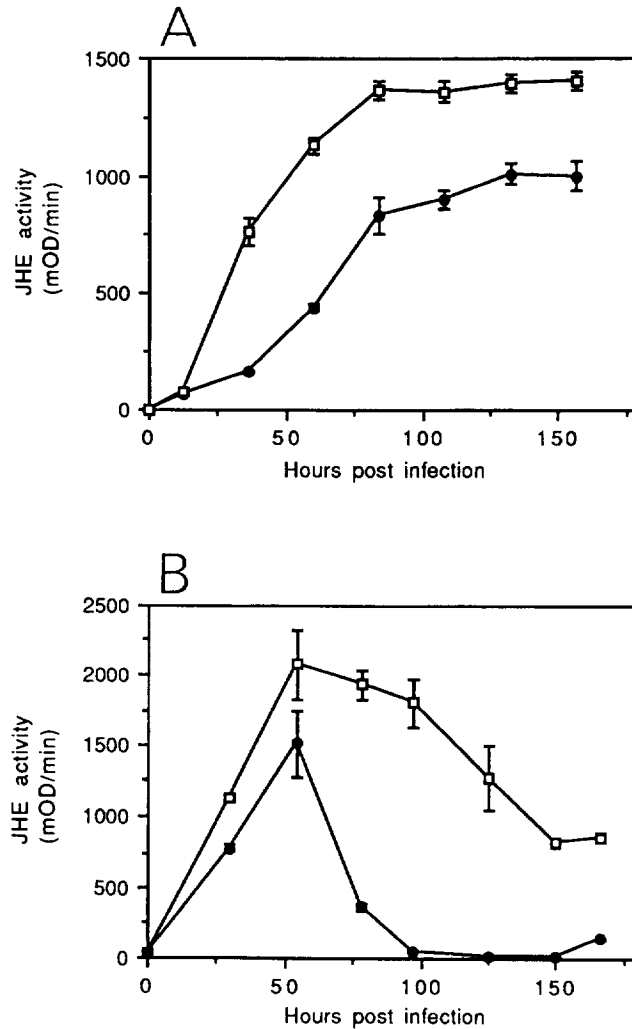 A
1500
1000
500
0
JHE activity
(mOD/min)
0 50 100 150
Hours post infection
B
2500
2000
1500
1000
500
0
JHE activity
(mOD/min)
0 50 100 150
Hours post infection